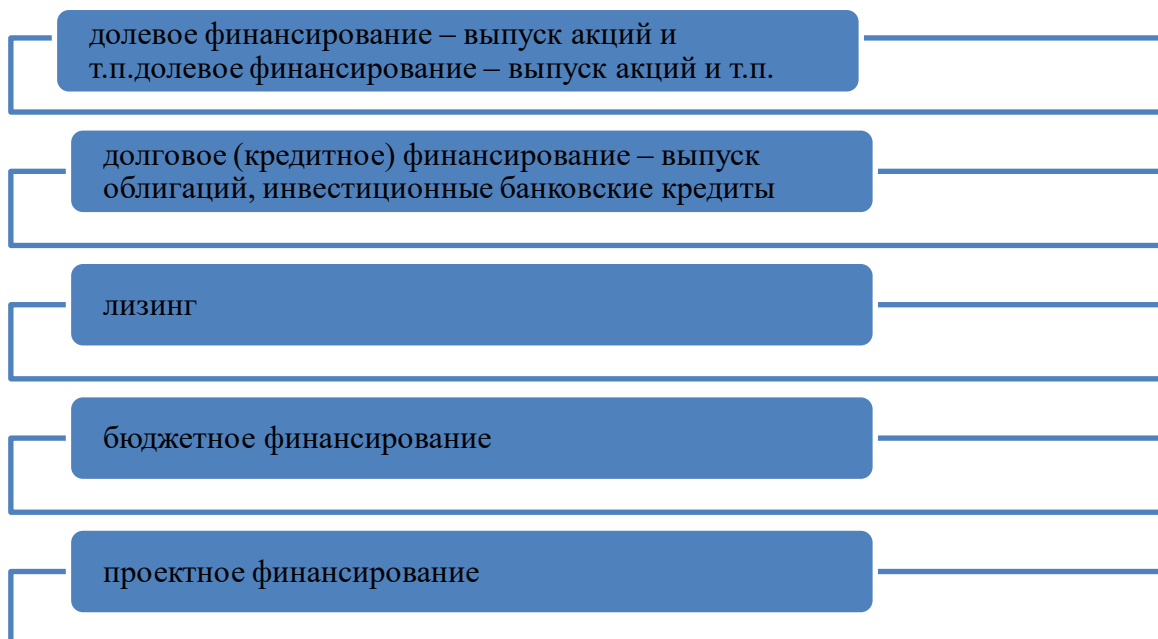 долевое финансирование – выпуск акций и
т.п.долевое финансирование – выпуск акций и т.п.
долговое (кредитное) финансирование – выпуск
облигаций, инвестиционные банковские кредиты
лизинг
бюджетное финансирование
проектное финансирование